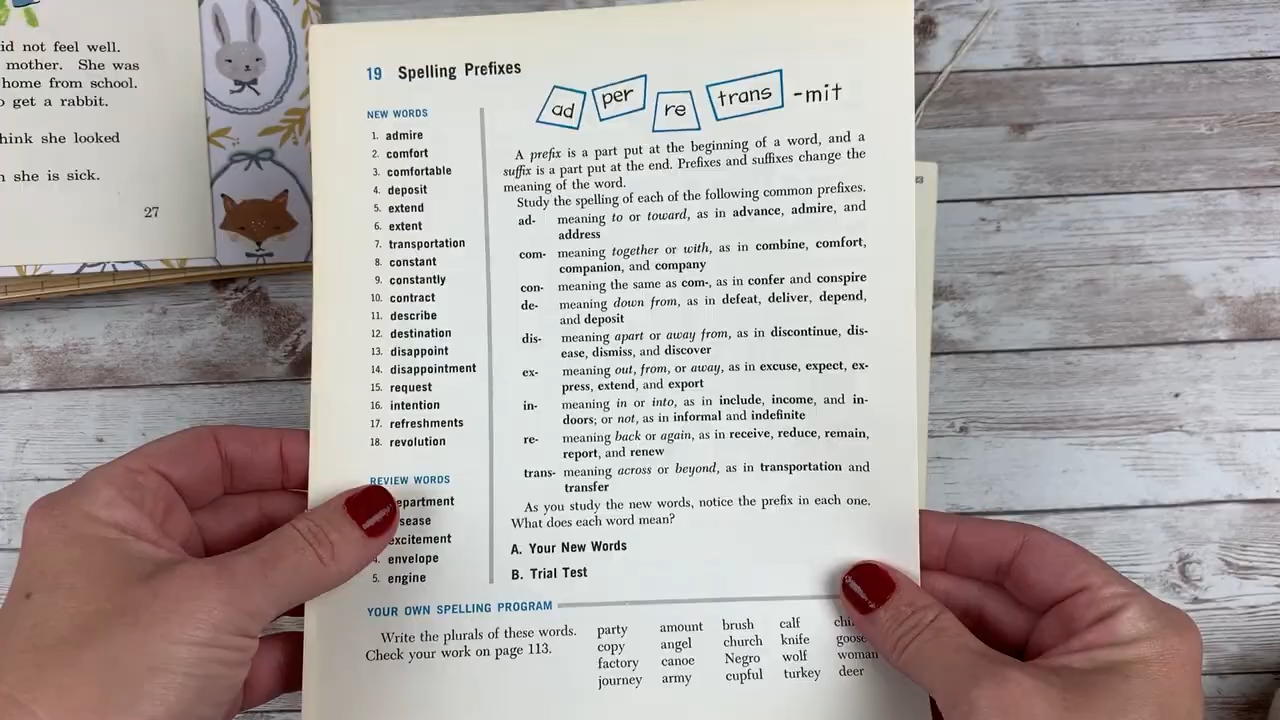 id not feel well.
mother. She was
home from school.
o get a rabbit.
hink she looked
n she is sick.
27
19 Spelling Prefixes
ad per re trans -mit
NEW WORDS
1. admire
2. comfort
3. comfortable
4. deposit
5. extend
6. extent
7. transportation
8. constant
9. constantly
10. contract
11. describe
12. destination
13. disappoint
14. disappointment
15. request
16. intention
17. refreshments
18. revolution
REVIEW WORDS
epartment
sease
excitement
4. envelope
5. engine
A prefix is a part put at the beginning of a word, and a
suffix is a part put at the end. Prefixes and suffixes change the
meaning of the word.
Study the spelling of each of the following common prefixes.
ad- meaning to or toward, as in advance, admire, and
address
com- meaning together or with, as in combine, comfort,
companion, and company
con- meaning the same as com-, as in confer and conspire
de- meaning down from, as in defeat, deliver, depend,
and deposit
dis- meaning apart or away from, as in discontinue, dis-
ease, dismiss, and discover
ex- meaning out, from, or away, as in excuse, expect, ex-
press, extend, and export
in- meaning in or into, as in include, income, and in-
doors; or not, as in informal and indefinite
re- meaning back or again, as in receive, reduce, remain,
report, and renew
trans- meaning across or beyond, as in transportation and
transfer
As you study the new words, notice the prefix in each one.
What does each word mean?
A. Your New Words
B. Trial Test
YOUR OWN SPELLING PROGRAM
Write the plurals of these words.
Check your work on page 113.
party amount brush calf chi
copy angel church knife goose
factory canoe Negro wolf woman
journey army cupful turkey deer